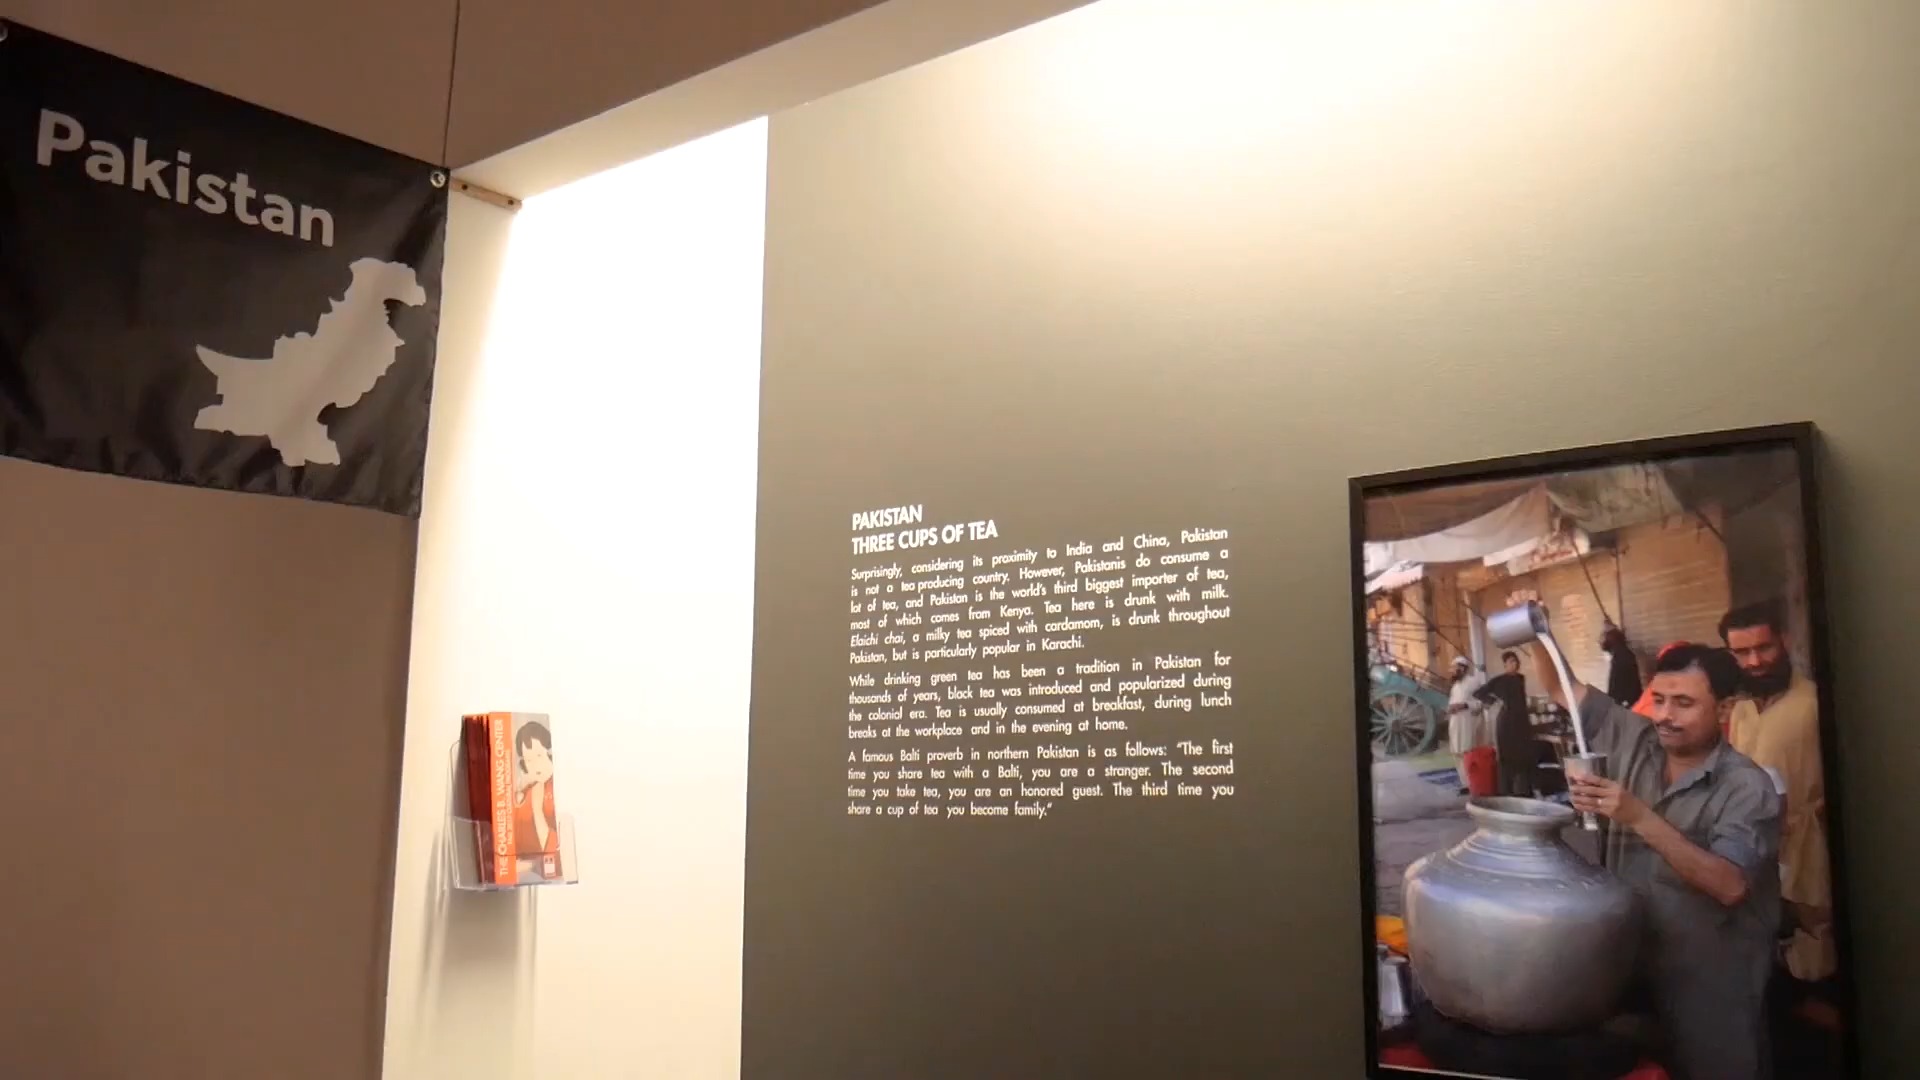 Pakistan
PAKISTAN
THREE CUPS OF TEA
Surprisingly, considering its proximity to India and China, Pakistan
is not a tea producing country. However, Pakistanis do consume a
lot of tea, and Pakistan is the world's third biggest importer of tea,
most of which comes from Kenya. Tea here is drunk with milk.
Elaichi chai, a milky tea spiced with cardamom, is drunk throughout
Pakistan, but is particularly popular in Karachi.
While drinking green tea has been a tradition in Pakistan for
thousands of years, black tea was introduced and popularized during
the colonial era. Tea is usually consumed at breakfast, during lunch
breaks at the workplace and in the evening at home.
A famous Balti proverb in northern Pakistan is as follows: "The first
time you share tea with a Balti, you are a stranger. The second
time you take tea, you are an honored guest. The third time you
share a cup of tea you become family."
THE CHARLES B. WANG CENTER